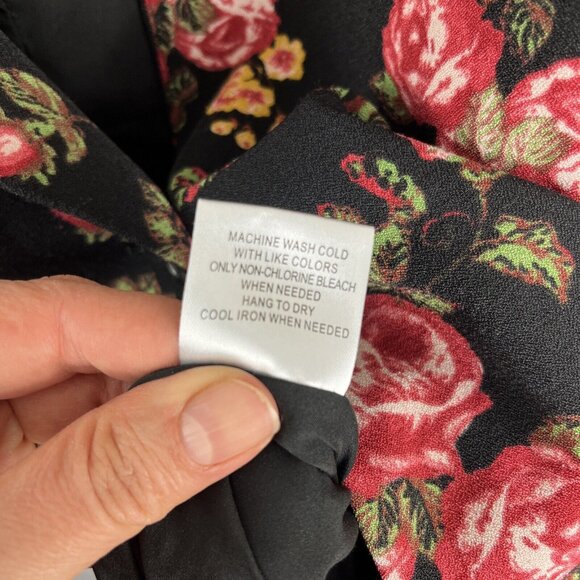 MACHINE WASH COLD
WITH LIKE COLORS
ONLY NON-CHLORINE BLEACH
WHEN NEEDED
HANG TO DRY
COOL IRON WHEN NEEDED